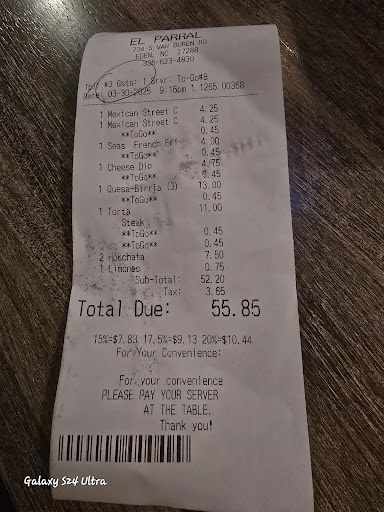 EL PARRAL
734 S VAN BUREN RD
EDEN, NC 27288
336-623-4830
Tbl# #3 Gsts: 1 Srvr: To-Go#8
Date: 03-30-2025 9:16pm 1.1265.00368
1 Mexican Street C 4.25
1 Mexican Street C 4.25
**ToGo** 0.45
1 Seas French Fri 4.00
**ToGo** 0.45
1 Cheese Dip 4.75
**ToGo** 0.45
1 Quesa-Birria (3) 13.00
**ToGo** 0.45
1 Torta 11.00
Steak
**ToGo** 0.45
**ToGo** 0.45
2 Horchata 7.50
1 Limones 0.75
Sub-Total: 52.20
Tax: 3.65
Total Due: 55.85
15%=$7.83 17.5%=$9.13 20%=$10.44
For Your Convenience:
For your convenience
PLEASE PAY YOUR SERVER
AT THE TABLE.
Thank you!
Galaxy S24 Ultra